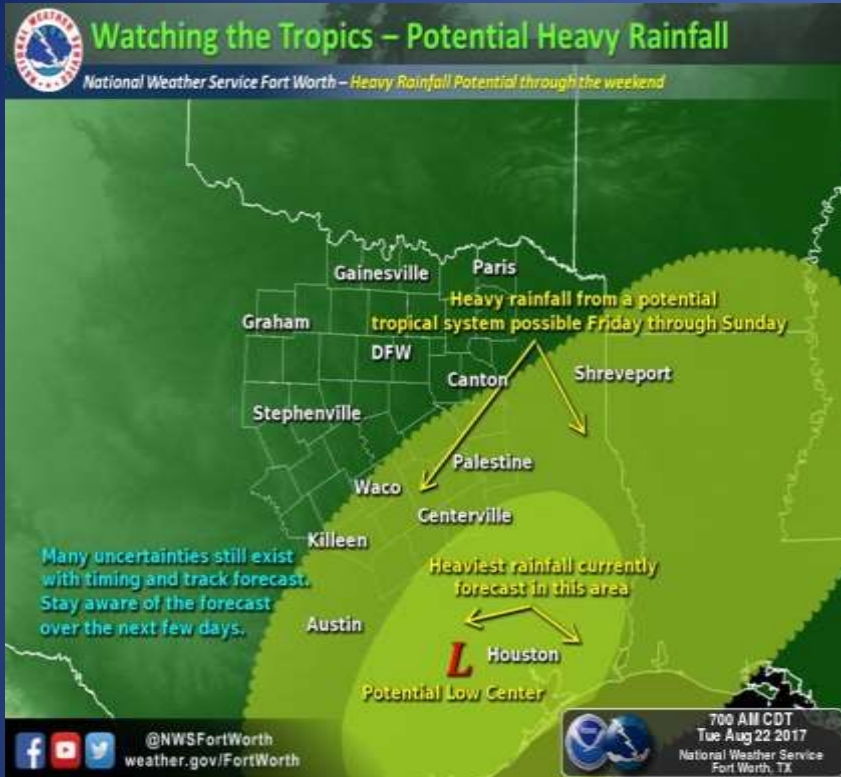 Watching the Tropics – Potential Heavy Rainfall
National Weather Service Fort Worth – Heavy Rainfall Potential through the weekend
NATIONAL WEATHER SERVICE
Gainesville
Paris
Heavy rainfall from a potential
tropical system possible Friday through Sunday
Graham
DFW
Canton
Shreveport
Stephenville
Palestine
Waco
Centerville
Killeen
Many uncertainties still exist
with timing and track forecast.
Stay aware of the forecast
over the next few days.
Heaviest rainfall currently
forecast in this area
Austin
L
Houston
Potential Low Center
@NWSFortWorth
weather.gov/FortWorth
700 AM CDT
Tue Aug 22 2017
National Weather Service
Fort Worth, TX